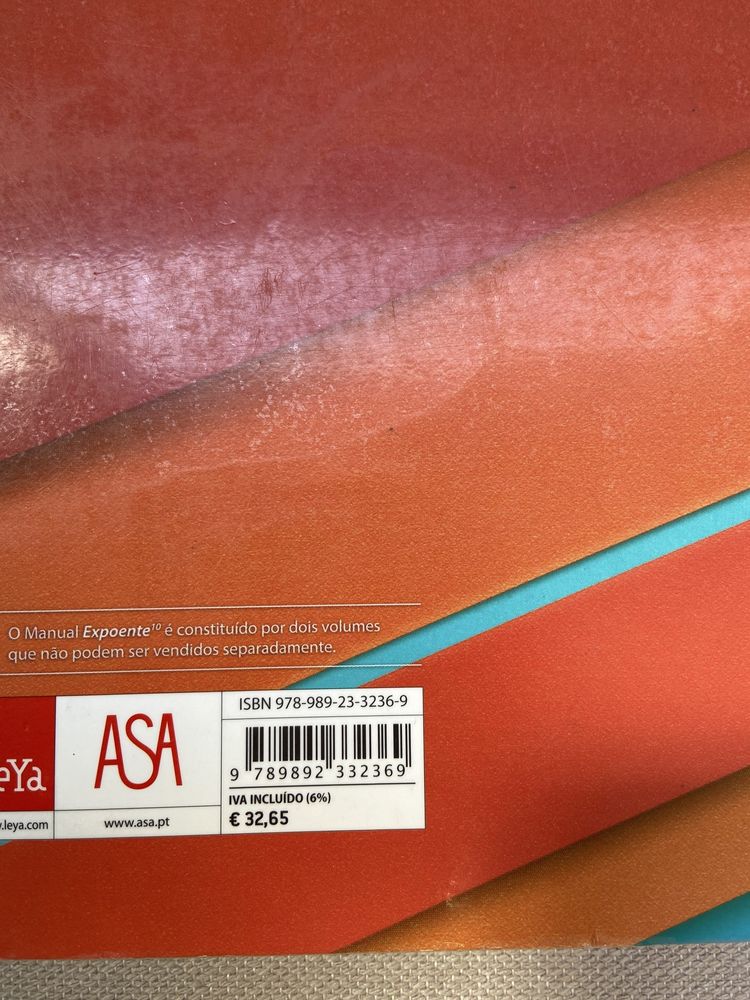 O Manual Expoente¹⁰ é constituído por dois volumes
que não podem ser vendidos separadamente.
ISBN 978-989-23-3236-9
eYa
ASA
9 789892 332369
IVA INCLUÍDO (6%)
€ 32,65
.leya.com
www.asa.pt